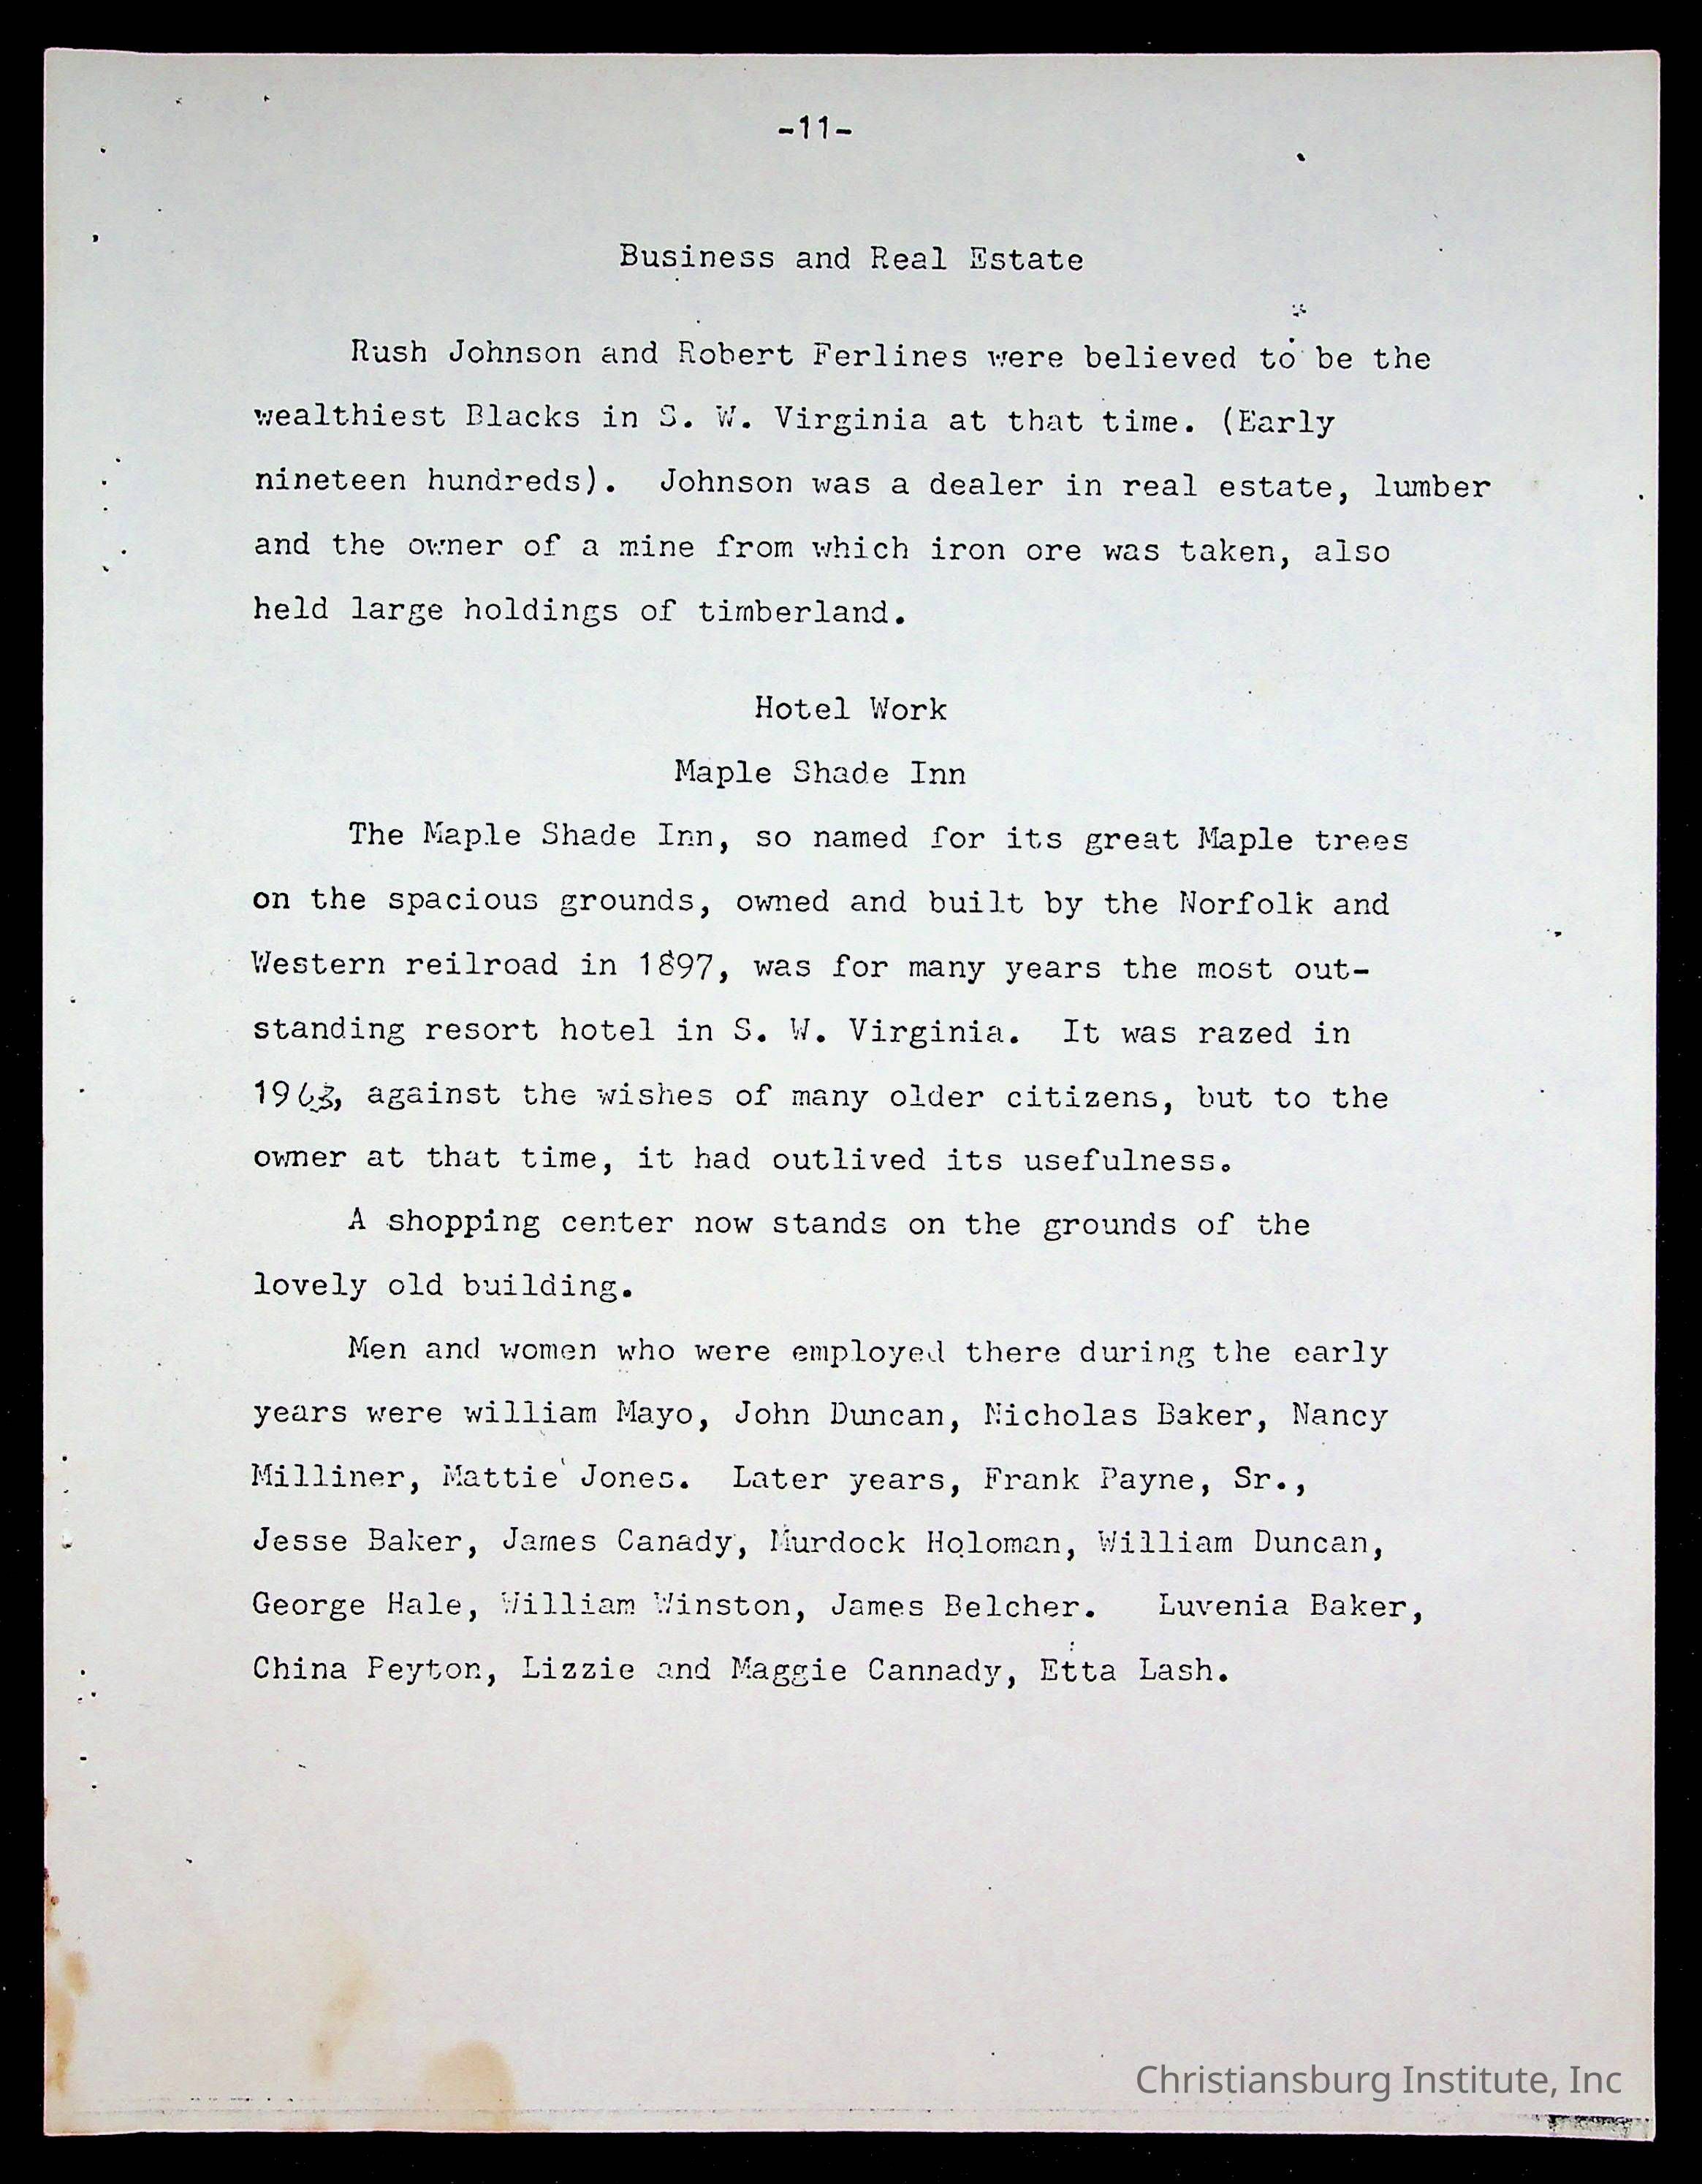 -11-
Business and Real Estate
Rush Johnson and Robert Ferlines were believed to be the
wealthiest Blacks in S. W. Virginia at that time. (Early
nineteen hundreds). Johnson was a dealer in real estate, lumber
and the owner of a mine from which iron ore was taken, also
held large holdings of timberland.
Hotel Work
Maple Shade Inn
The Maple Shade Inn, so named for its great Maple trees
on the spacious grounds, owned and built by the Norfolk and
Western reilroad in 1897, was for many years the most out-
standing resort hotel in S. W. Virginia. It was razed in
1963, against the wishes of many older citizens, but to the
owner at that time, it had outlived its usefulness.
A shopping center now stands on the grounds of the
lovely old building.
Men and women who were employed there during the early
years were william Mayo, John Duncan, Nicholas Baker, Nancy
Milliner, Mattie Jones. Later years, Frank Payne, Sr.,
Jesse Baker, James Canady, Murdock Holoman, William Duncan,
George Hale, William Winston, James Belcher. Luvenia Baker,
China Peyton, Lizzie and Maggie Cannady, Etta Lash.
Christiansburg Institute, Inc